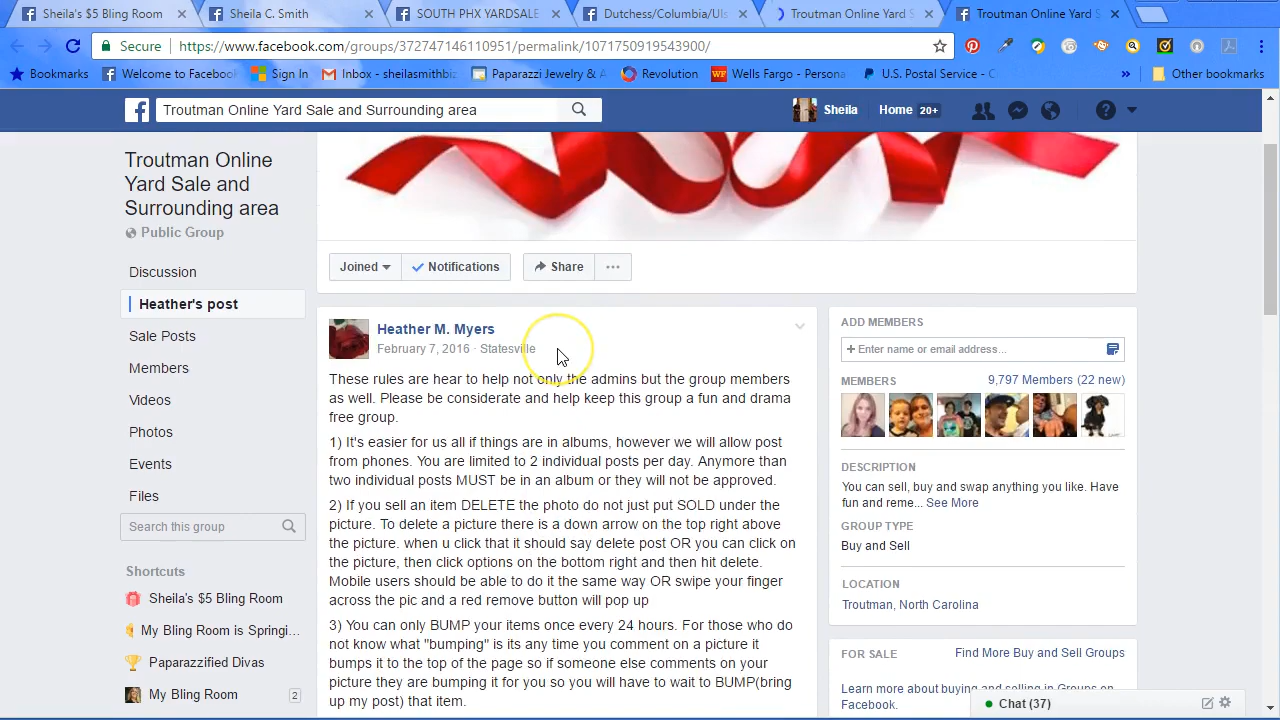 Sheila's $5 Bling Room
Sheila C. Smith
SOUTH PHX YARDSALE
Dutchess/Columbia/Uls
Troutman Online Yard S
Troutman Online Yard S
Secure
https://www.facebook.com/groups/372747146110951/permalink/1071750919543900/
Bookmarks
Welcome to Facebook
Sign In
Inbox - sheilasmithbiz
Paparazzi Jewelry & A
Revolution
Wells Fargo - Persona
U.S. Postal Service - C
»
Other bookmarks
Troutman Online Yard Sale and Surrounding area
Sheila
Home 20+
Troutman Online
Yard Sale and
Surrounding area
Public Group
Discussion
Heather's post
Sale Posts
Members
Videos
Photos
Events
Files
Search this group
Shortcuts
Sheila's $5 Bling Room
My Bling Room is Springi...
Paparazzified Divas
My Bling Room 2
Joined
Notifications
Share
...
Heather M. Myers
February 7, 2016 · Statesville
These rules are hear to help not only the admins but the group members
as well. Please be considerate and help keep this group a fun and drama
free group.
1) It's easier for us all if things are in albums, however we will allow post
from phones. You are limited to 2 individual posts per day. Anymore than
two individual posts MUST be in an album or they will not be approved.
2) If you sell an item DELETE the photo do not just put SOLD under the
picture. To delete a picture there is a down arrow on the top right above
the picture. when u click that it should say delete post OR you can click on
the picture, then click options on the bottom right and then hit delete.
Mobile users should be able to do it the same way OR swipe your finger
across the pic and a red remove button will pop up
3) You can only BUMP your items once every 24 hours. For those who do
not know what "bumping" is its any time you comment on a picture it
bumps it to the top of the page so if someone else comments on your
picture they are bumping it for you so you will have to wait to BUMP(bring
up my post) that item.
ADD MEMBERS
+ Enter name or email address...
MEMBERS
9,797 Members (22 new)
DESCRIPTION
You can sell, buy and swap anything you like. Have
fun and reme... See More
GROUP TYPE
Buy and Sell
LOCATION
Troutman, North Carolina
FOR SALE
Find More Buy and Sell Groups
Learn more about buying and selling in Groups on
Facebook.
Chat (37)